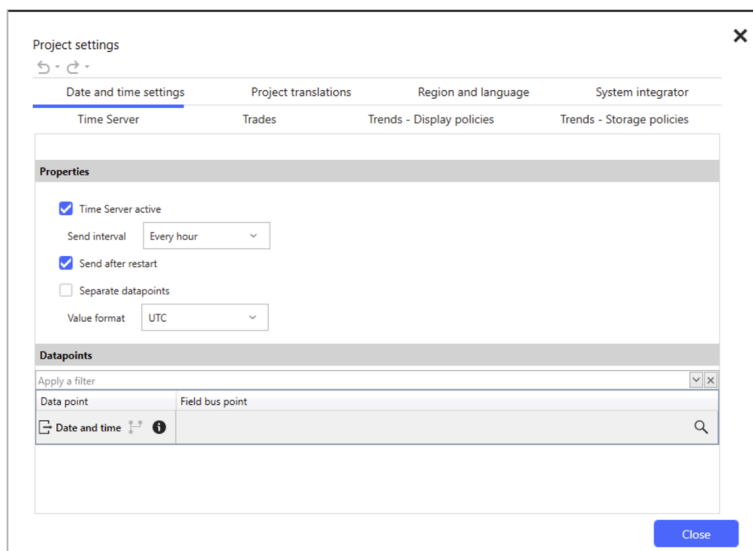 Project settings
Date and time settings Project translations Region and language System integrator
Time Server Trades Trends - Display policies Trends - Storage policies
Properties
Time Server active
Send interval Every hour
Send after restart
Separate datapoints
Value format UTC
Datapoints
Apply a filter
Data point Field bus point
Date and time
Close